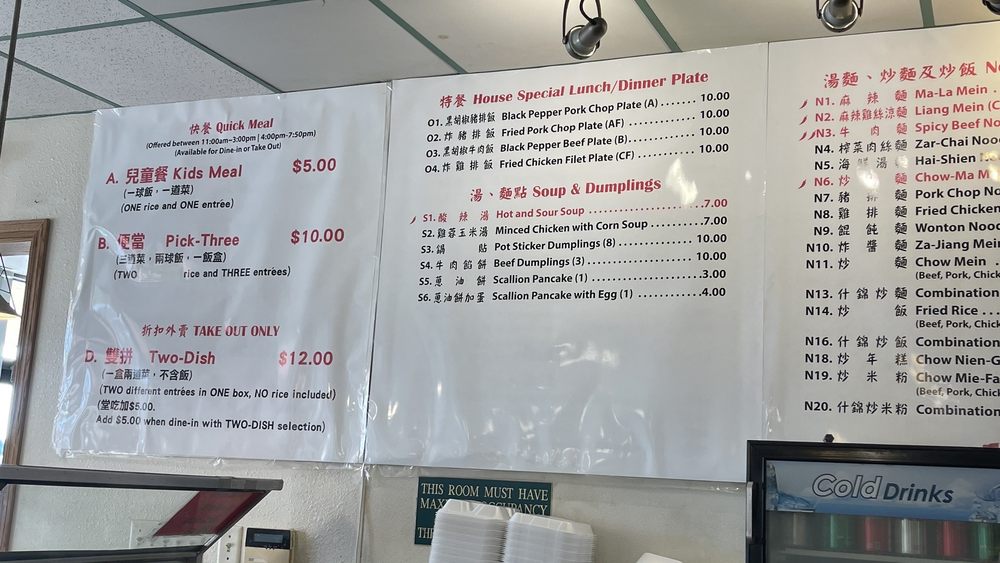 快餐 Quick Meal
(Offered between 11:00am~3:00pm | 4:00pm-7:50pm)
(Available for Dine-in or Take Out)
A. 兒童餐 Kids Meal $5.00
(一球飯，一道菜)
(ONE rice and ONE entrée)
B. 便當 Pick-Three $10.00
(三道菜，兩球飯，一飯盒)
(TWO rice and THREE entrées)
折扣外賣 TAKE OUT ONLY
D. 雙拼 Two-Dish $12.00
(一盒兩道菜，不含飯)
(TWO different entrées in ONE box, NO rice included)
(堂吃加$5.00.
Add $5.00 when dine-in with TWO-DISH selection)
特餐 House Special Lunch/Dinner Plate
O1. 黑胡椒豬排飯 Black Pepper Pork Chop Plate (A) ....... 10.00
O2. 炸豬排飯 Fried Pork Chop Plate (AF) ............ 10.00
O3. 黑胡椒牛肉飯 Black Pepper Beef Plate (B) ............ 10.00
O4. 炸雞排飯 Fried Chicken Filet Plate (CF) .......... 10.00
湯、麵點 Soup & Dumplings
S1. 酸辣湯 Hot and Sour Soup ..................... 7.00
S2. 雞蓉玉米湯 Minced Chicken with Corn Soup ......... 7.00
S3. 鍋貼 Pot Sticker Dumplings (8) .............. 10.00
S4. 牛肉餡餅 Beef Dumplings (3) .................... 10.00
S5. 蔥油餅 Scallion Pancake (1) .................... 3.00
S6. 蔥油餅加蛋 Scallion Pancake with Egg (1) ............ 4.00
湯麵、炒麵及炒飯
N1. 麻辣麵 Ma-La Mein
N2. 麻辣雞絲涼麵 Liang Mein
N3. 牛肉麵 Spicy Beef
N4. 榨菜肉絲麵 Zar-Chai
N5. 海鮮湯麵 Hai-Shien
N6. 炒 Chow-Ma
N7. 豬排麵 Pork Chop
N8. 雞排麵 Fried Chicken
N9. 餛飩麵 Wonton
N10. 炸醬麵 Za-Jiang
N11. 炒麵 Chow Mein
(Beef, Pork,
N13. 什錦炒麵 Combination
N14. 炒飯 Fried Rice ...
(Beef, Pork,
N16. 什錦炒飯 Combination
N18. 炒年糕 Chow Nien-
N19. 炒米粉 Chow Mie-
(Beef, Pork,
N20. 什錦炒米粉 Combination
THIS ROOM MUST HAVE
Cold Drinks